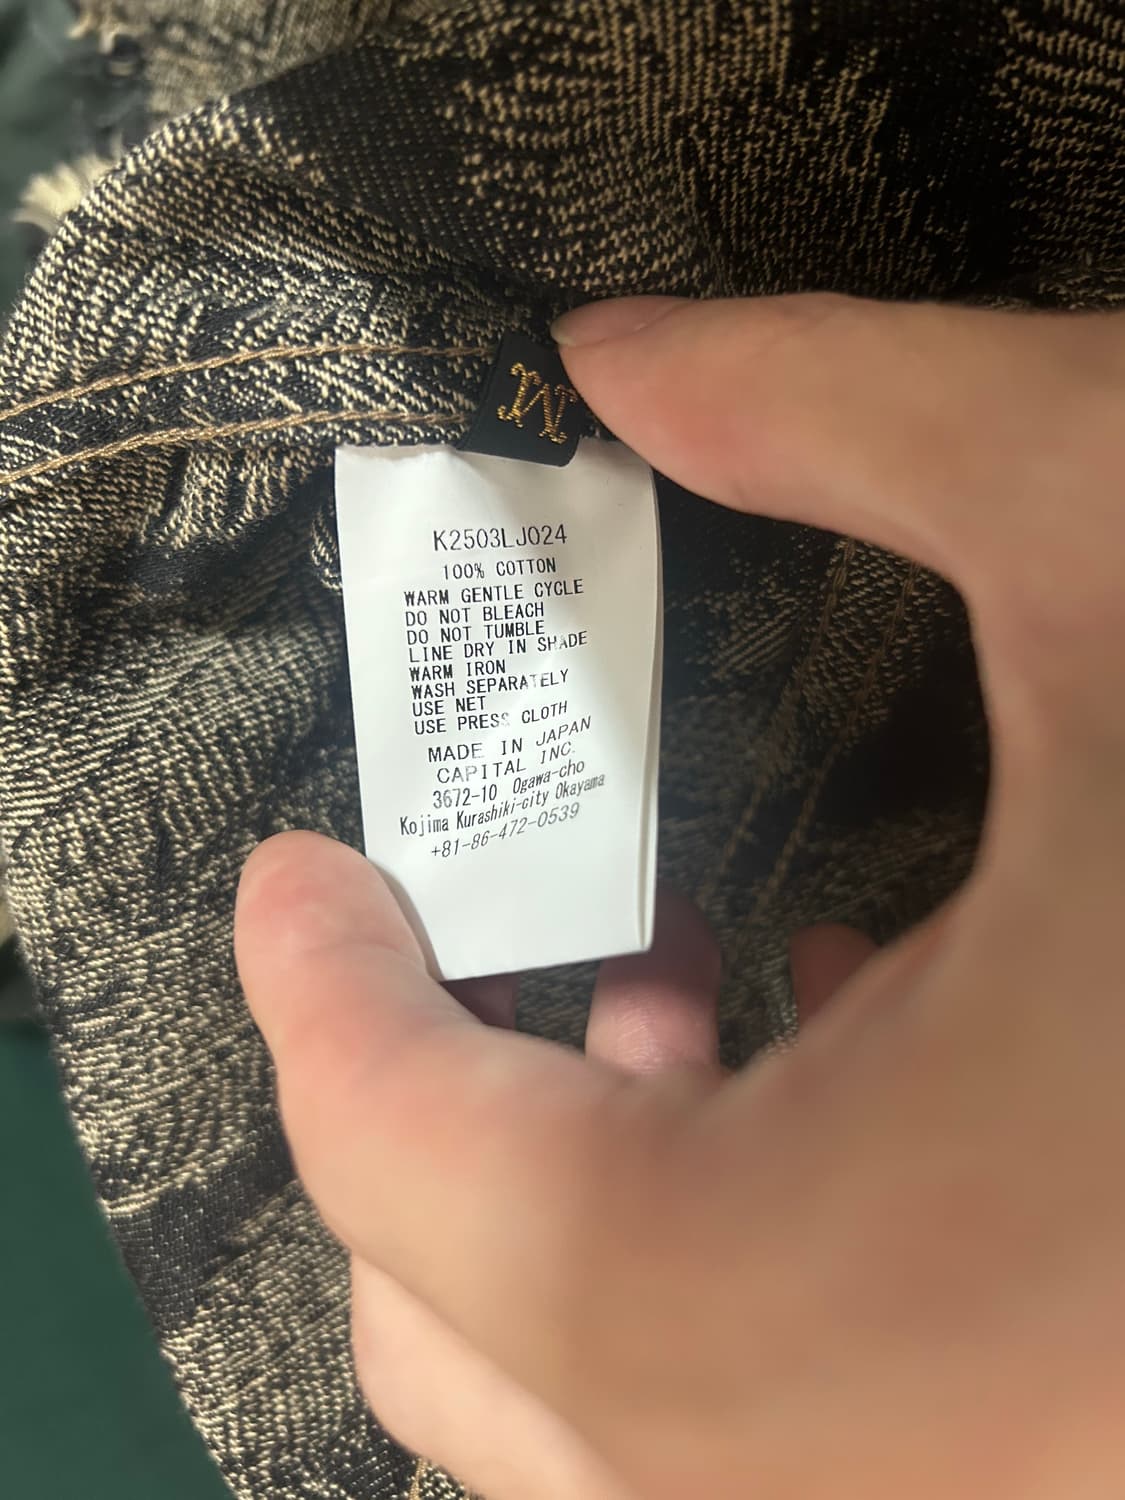 M
K2503LJ024
100% COTTON
WARM GENTLE CYCLE
DO NOT BLEACH
DO NOT TUMBLE
LINE DRY IN SHADE
WARM IRON
WASH SEPARATELY
USE NET
USE PRESS CLOTH
MADE IN JAPAN
CAPITAL INC.
3672-10 Ogawa-cho
Kojima Kurashiki-city Okayama
+81-86-472-0539